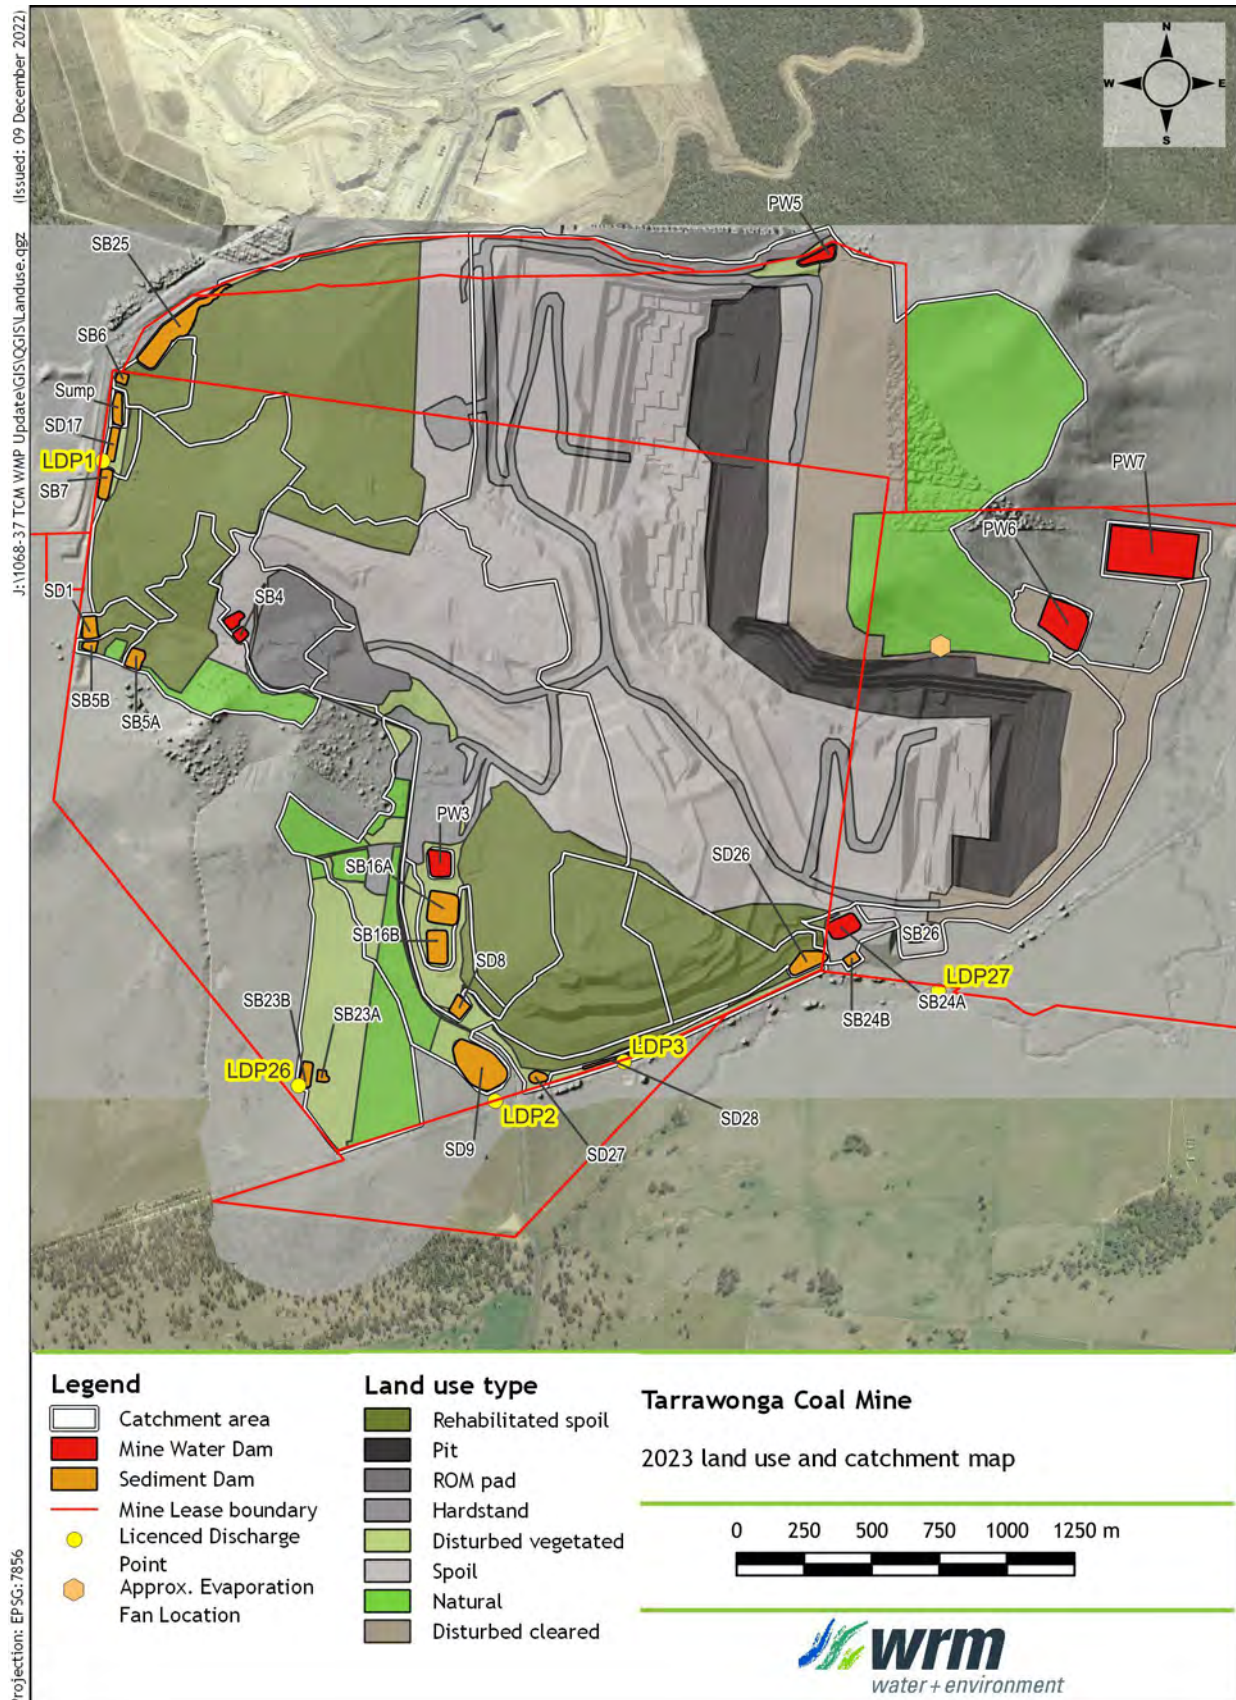 J:\1068-37 TCM WMP Update\GIS\QGIS\Landuse.qgz (Issued: 09 December 2022)
N
W
E
S
PW5
SB25
SB6
Sump
SD17
LDP1
SB7
PW7
PW6
SD1
SB4
SB5B
SB5A
PW3
SB16A
SD26
SB16B
SB26
SD8
LDP27
SB23B
SB23A
SB24A
SB24B
LDP3
LDP26
LDP2
SD28
SD9
SD27
Legend
Catchment area
Mine Water Dam
Sediment Dam
Mine Lease boundary
Licenced Discharge
Point
Approx. Evaporation
Fan Location
Land use type
Rehabilitated spoil
Pit
ROM pad
Hardstand
Disturbed vegetated
Spoil
Natural
Disturbed cleared
Tarrawonga Coal Mine
2023 land use and catchment map
0 250 500 750 1000 1250 m
wrm
water + environment
Projection: EPSG:7856